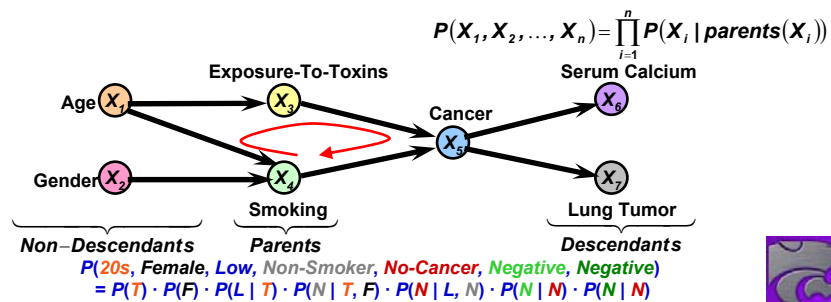 P(X₁, X₂, …, Xₙ) = ∏ⁿᵢ₌₁ P(Xᵢ | parents(Xᵢ))
Exposure-To-Toxins
Serum Calcium
Age X₁
X₃
Cancer
X₆
X₅
Gender X₂
X₄
X₇
Smoking
Lung Tumor
Non-Descendants
Parents
Descendants
P(20s, Female, Low, Non-Smoker, No-Cancer, Negative, Negative)
= P(T) · P(F) · P(L | T) · P(N | T, F) · P(N | L, N) · P(N | N) · P(N | N)